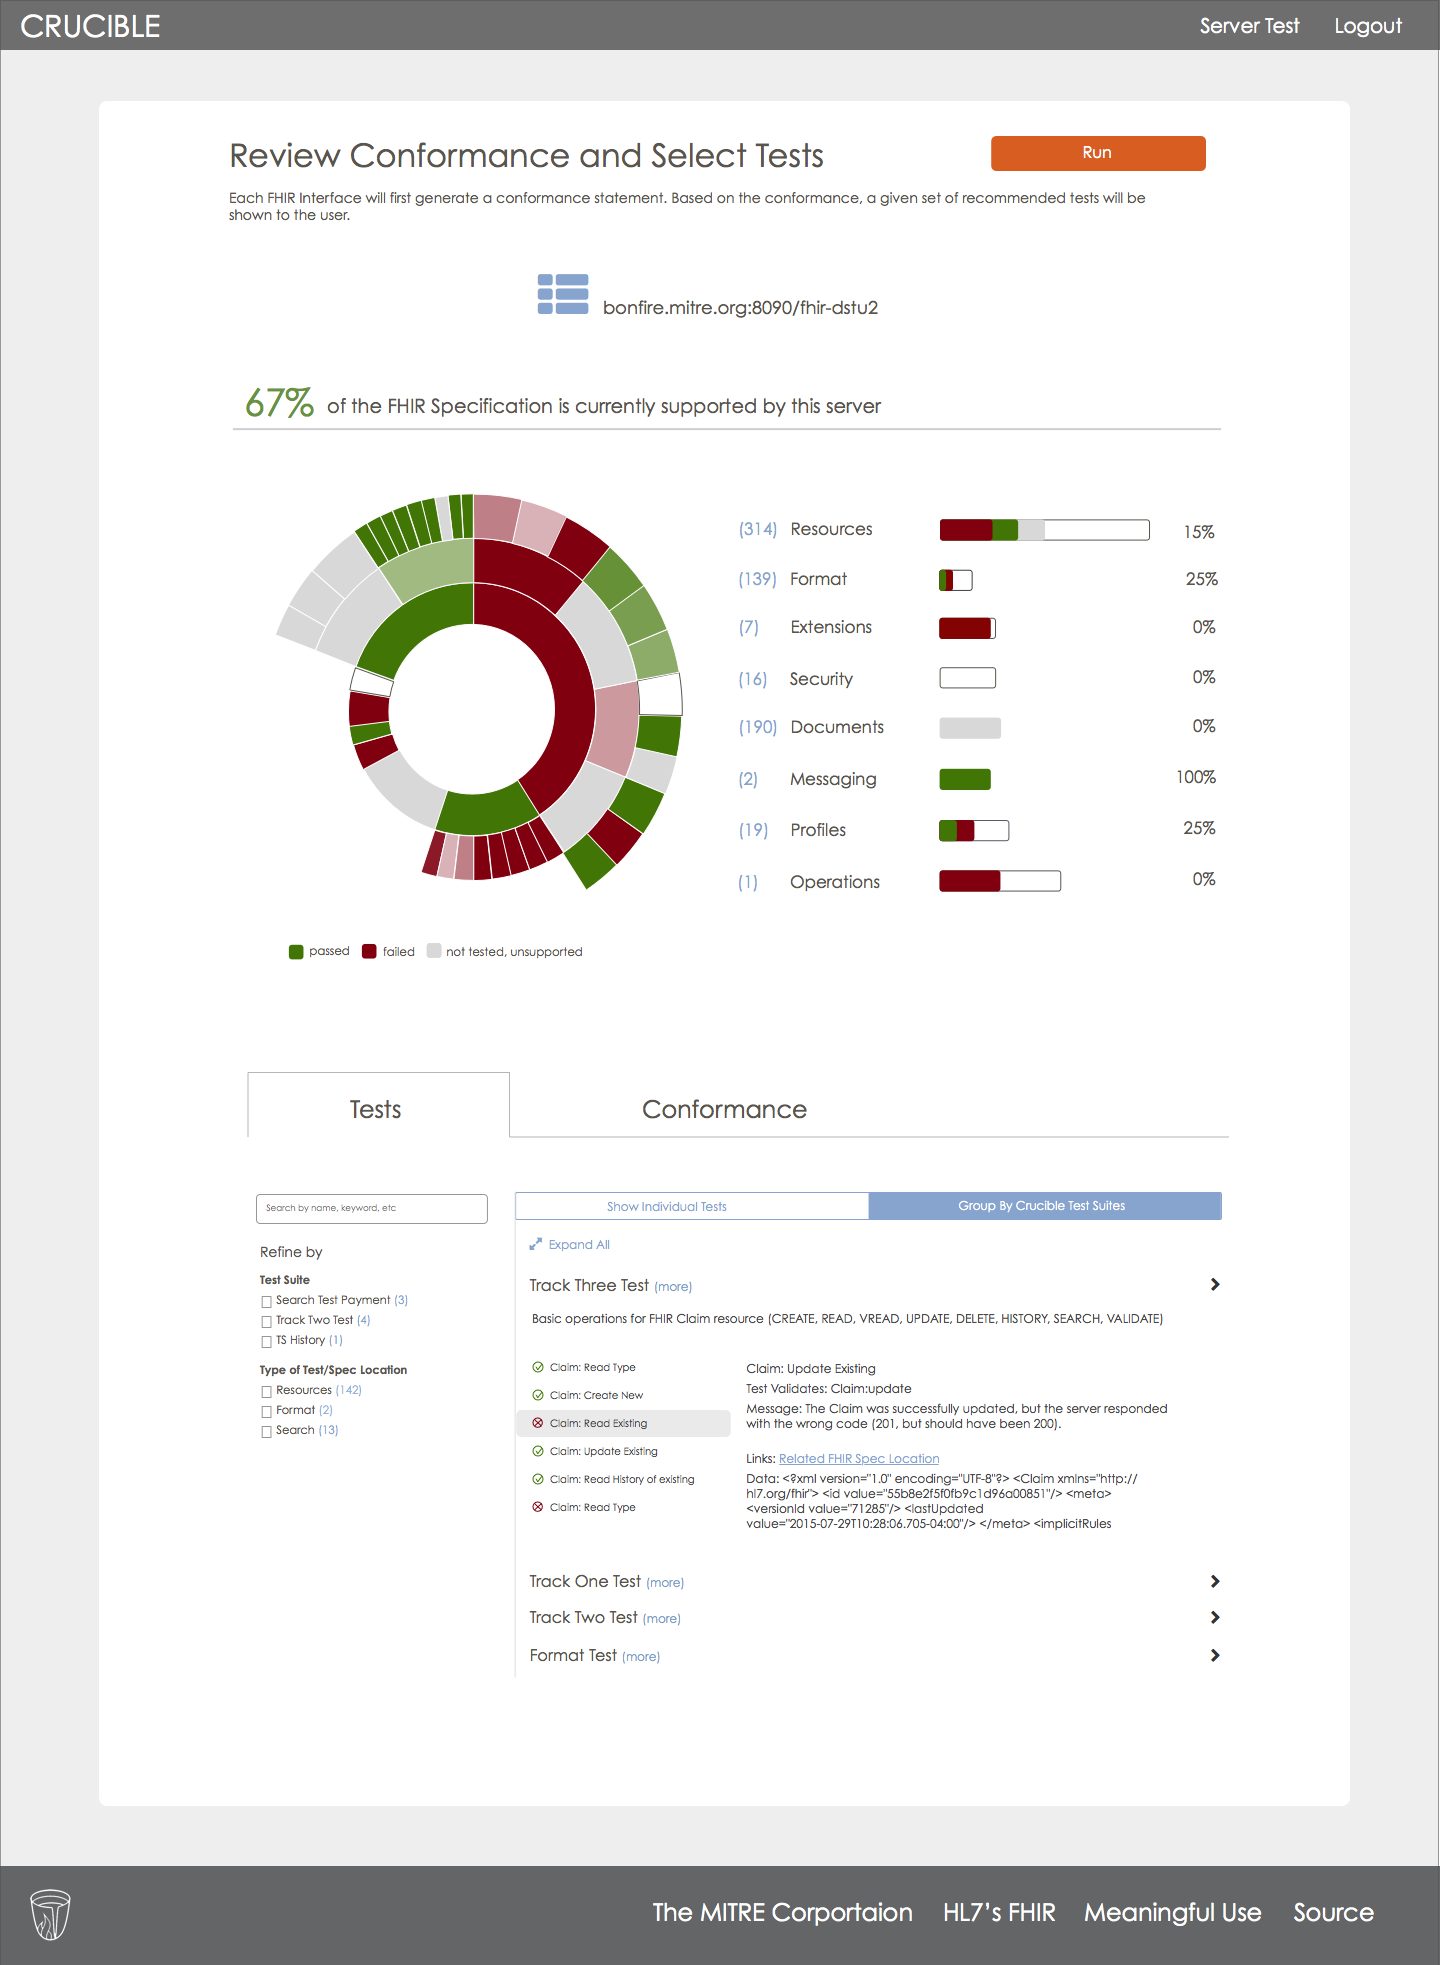 CRUCIBLE
Server Test
Logout
Review Conformance and Select Tests
Run
Each FHIR Interface will first generate a conformance statement. Based on the conformance, a given set of recommended tests will be
shown to the user.
bonfire.mitre.org:8090/fhir-dstu2
67% of the FHIR Specification is currently supported by this server
(314) Resources 15%
(139) Format 25%
(7) Extensions 0%
(16) Security 0%
(190) Documents 0%
(2) Messaging 100%
(19) Profiles 25%
(1) Operations 0%
passed failed not tested, unsupported
Tests
Conformance
Search by name, keyword, etc
Refine by
Test Suite
Search Test Payment (3)
Track Two Test (4)
TS History (1)
Type of Test/Spec Location
Resources (142)
Format (2)
Search (13)
Show Individual Tests
Group By Crucible Test Suites
Expand All
Track Three Test (more)
Basic operations for FHIR Claim resource (CREATE, READ, VREAD, UPDATE, DELETE, HISTORY, SEARCH, VALIDATE)
Claim: Read Type
Claim: Create New
Claim: Read Existing
Claim: Update Existing
Claim: Read History of existing
Claim: Read Type
Claim: Update Existing
Test Validates: Claim:update
Message: The Claim was successfully updated, but the server responded
with the wrong code (201, but should have been 200).
Links: Related FHIR Spec Location
Data: <?xml version="1.0" encoding="UTF-8"?> <Claim xmlns="http://
hl7.org/fhir"> <id value="55b8e2f5f0fb9c1d96a00851"/> <meta>
<versionId value="71285"/> <lastUpdated
value="2015-07-29T10:28:06.705-04:00"/> </meta> <implicitRules
Track One Test (more)
Track Two Test (more)
Format Test (more)
The MITRE Corportaion
HL7's FHIR
Meaningful Use
Source